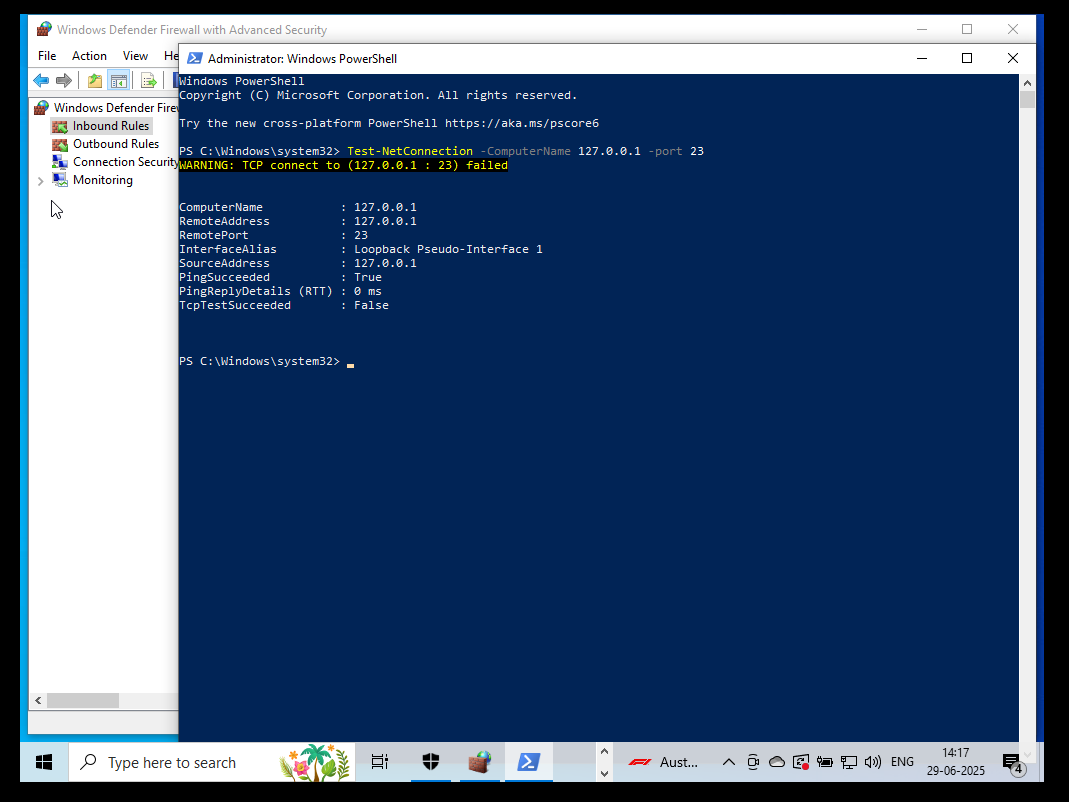 Windows Defender Firewall with Advanced Security
File Action View He
Administrator: Windows PowerShell
Windows Defender Firew
Inbound Rules
Outbound Rules
Connection Security
Monitoring
Windows PowerShell
Copyright (C) Microsoft Corporation. All rights reserved.
Try the new cross-platform PowerShell https://aka.ms/pscore6
PS C:\Windows\system32> Test-NetConnection -ComputerName 127.0.0.1 -port 23
WARNING: TCP connect to (127.0.0.1 : 23) failed
ComputerName : 127.0.0.1
RemoteAddress : 127.0.0.1
RemotePort : 23
InterfaceAlias : Loopback Pseudo-Interface 1
SourceAddress : 127.0.0.1
PingSucceeded : True
PingReplyDetails (RTT) : 0 ms
TcpTestSucceeded : False
PS C:\Windows\system32>
Type here to search
Aust...
ENG
14:17
29-06-2025
4